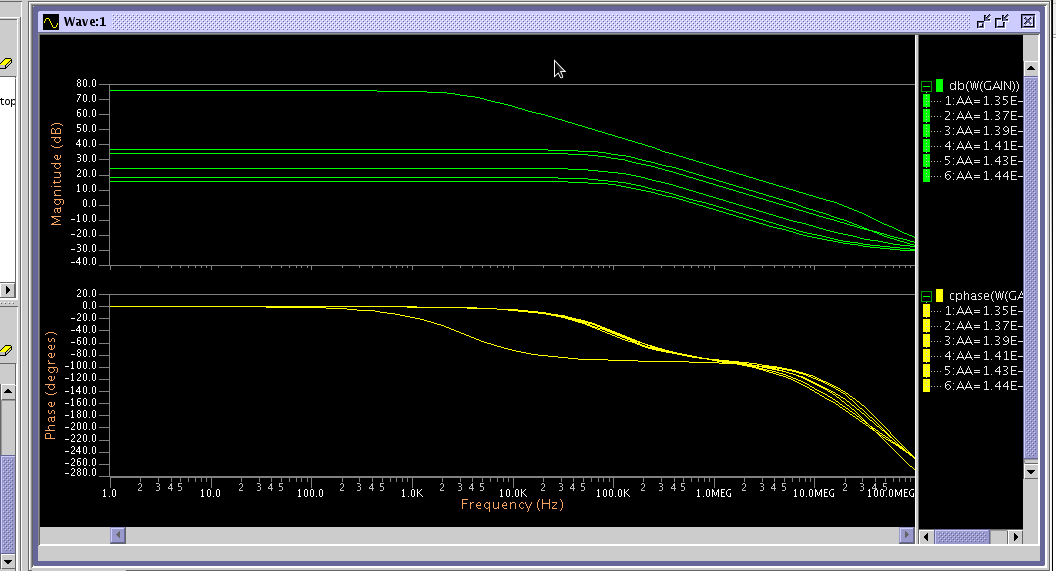 Wave:1
top
80.0
70.0
60.0
50.0
40.0
30.0
20.0
10.0
0.0
-10.0
-20.0
-30.0
-40.0
Magnitude (dB)
db(W(GAIN))
1:AA=1.35E-
2:AA=1.37E-
3:AA=1.39E-
4:AA=1.41E-
5:AA=1.43E-
6:AA=1.44E-
20.0
0.0
-20.0
-40.0
-60.0
-80.0
-100.0
-120.0
-140.0
-160.0
-180.0
-200.0
-220.0
-240.0
-260.0
-280.0
Phase (degrees)
cphase(W(GA
1:AA=1.35E-
2:AA=1.37E-
3:AA=1.39E-
4:AA=1.41E-
5:AA=1.43E-
6:AA=1.44E-
1.0 2 3 4 5 10.0 2 3 4 5 100.0 2 3 4 5 1.0K 2 3 4 5 10.0K 2 3 4 5 100.0K 2 3 4 5 1.0MEG 2 3 4 5 10.0MEG 2 3 4 5 100.0MEG
Frequency (Hz)